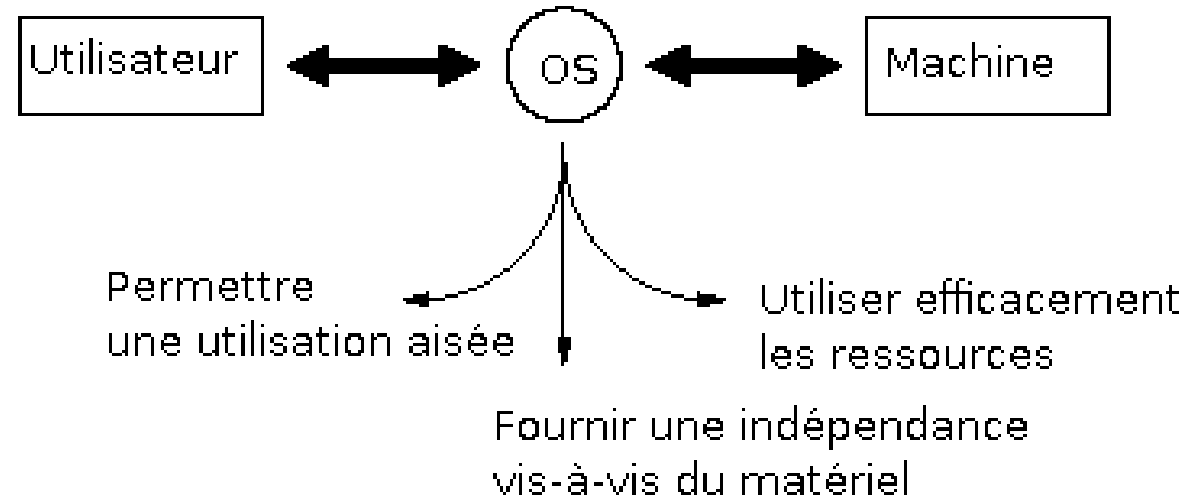 Utilisateur
OS
Machine
Permettre
une utilisation aisée
Utiliser efficacement
les ressources
Fournir une indépendance
vis-à-vis du matériel